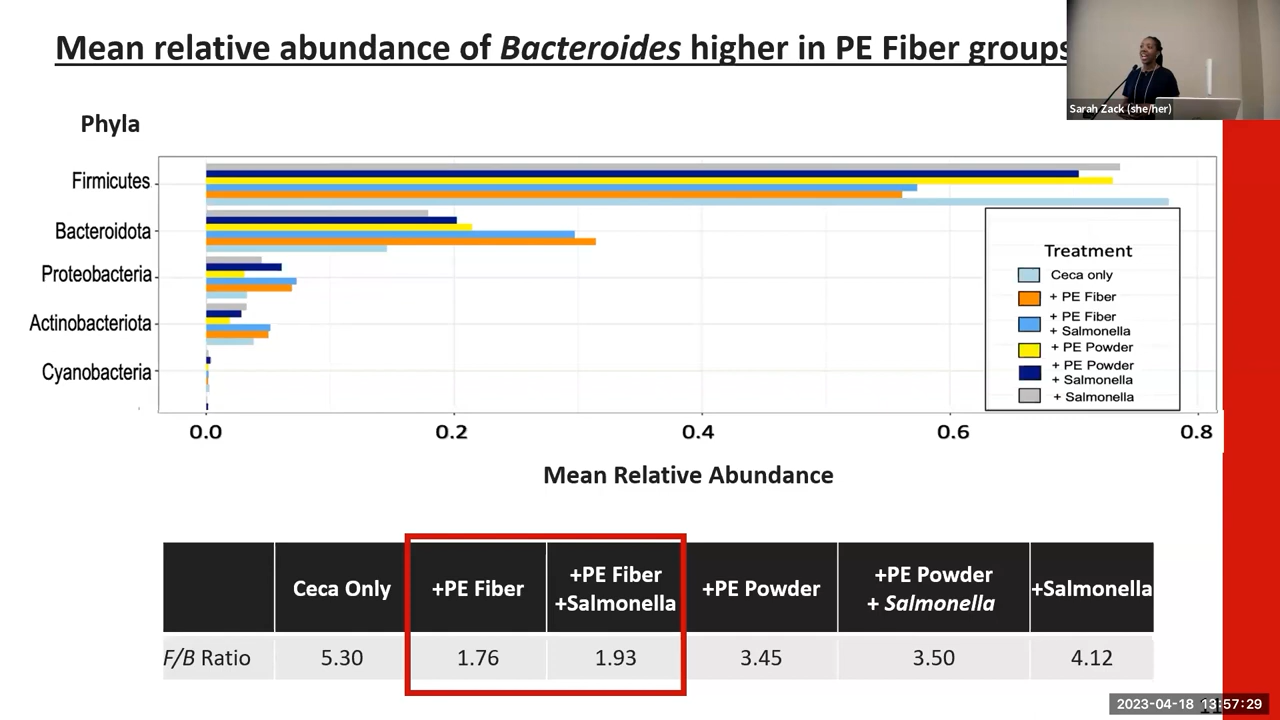 Mean relative abundance of Bacteroides higher in PE Fiber groups
Sarah Zack (she/her)
Phyla
Firmicutes
Bacteroidota
Proteobacteria
Actinobacteriota
Cyanobacteria
Treatment
Ceca only
+ PE Fiber
+ PE Fiber
+ Salmonella
+ PE Powder
+ PE Powder
+ Salmonella
+ Salmonella
0.0 0.2 0.4 0.6 0.8
Mean Relative Abundance
Ceca Only +PE Fiber +PE Fiber +Salmonella +PE Powder +PE Powder + Salmonella +Salmonella
F/B Ratio 5.30 1.76 1.93 3.45 3.50 4.12
2023-04-18 13:57:29